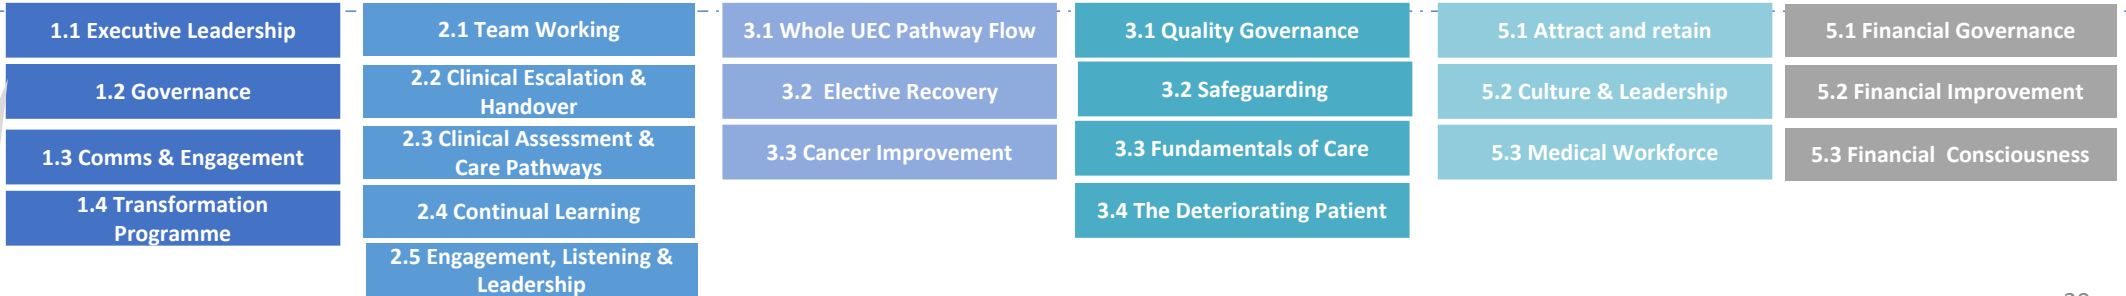 1.1 Executive Leadership
1.2 Governance
1.3 Comms & Engagement
1.4 Transformation
Programme
2.1 Team Working
2.2 Clinical Escalation &
Handover
2.3 Clinical Assessment &
Care Pathways
2.4 Continual Learning
2.5 Engagement, Listening &
Leadership
3.1 Whole UEC Pathway Flow
3.2 Elective Recovery
3.3 Cancer Improvement
3.1 Quality Governance
3.2 Safeguarding
3.3 Fundamentals of Care
3.4 The Deteriorating Patient
5.1 Attract and retain
5.2 Culture & Leadership
5.3 Medical Workforce
5.1 Financial Governance
5.2 Financial Improvement
5.3 Financial Consciousness